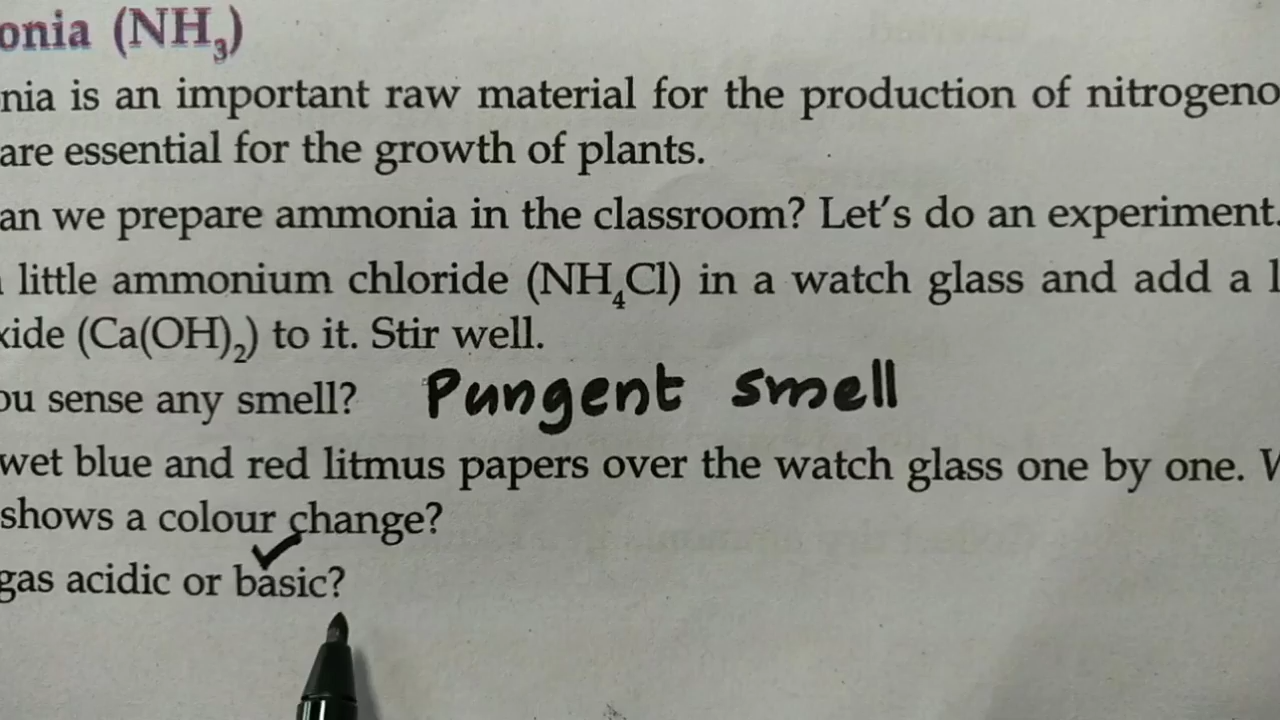 onia (NH₃)
nia is an important raw material for the production of nitrogeno
are essential for the growth of plants.
an we prepare ammonia in the classroom? Let's do an experiment.
little ammonium chloride (NH₄Cl) in a watch glass and add a l
xide (Ca(OH)₂) to it. Stir well.
ou sense any smell? Pungent smell
wet blue and red litmus papers over the watch glass one by one. W
shows a colour change?
gas acidic or basic?